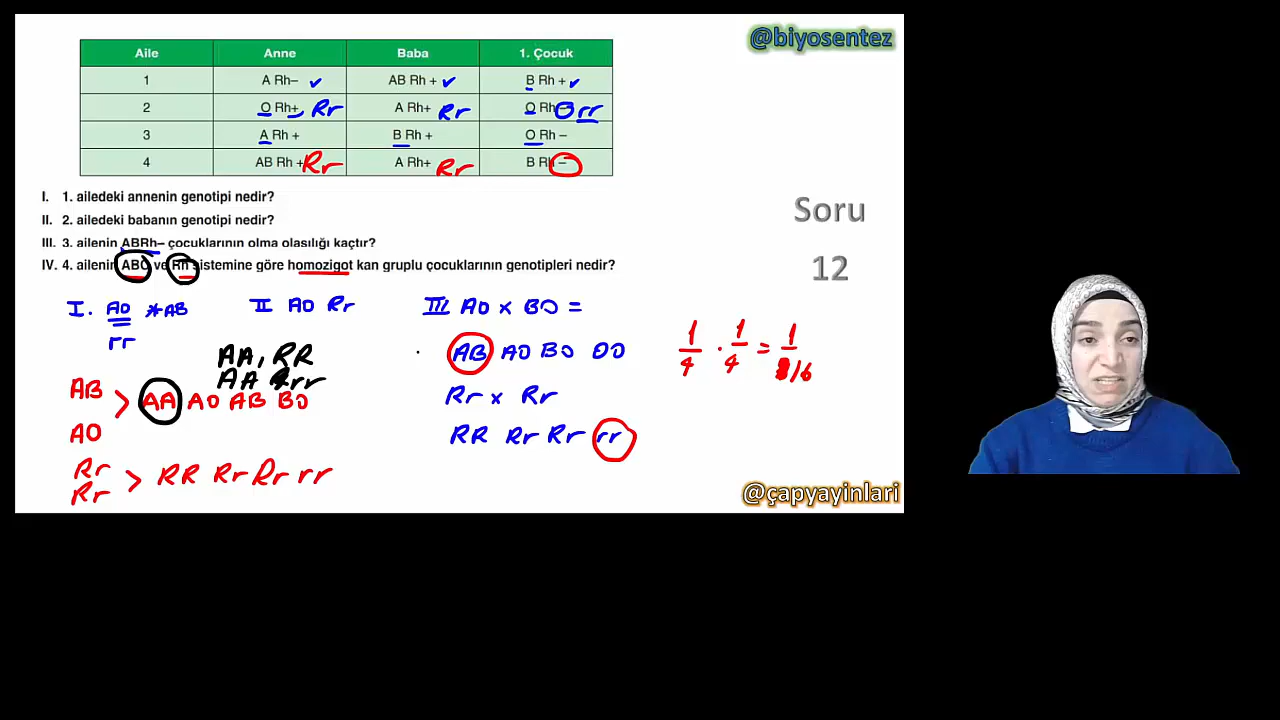 @biyosentez
Aile Anne Baba 1. Çocuk
1 A Rh– ✓ AB Rh + ✓ B Rh + ✓
2 O Rh+, Rr A Rh+ Rr O Rh – O rr
3 A Rh + B Rh + O Rh –
4 AB Rh + Rr A Rh+ Rr B Rh –
I. 1. ailedeki annenin genotipi nedir?
II. 2. ailedeki babanın genotipi nedir?
III. 3. ailenin ABRh– çocuklarının olma olasılığı kaçtır?
IV. 4. ailenin ABO ve Rh sistemine göre homozigot kan gruplu çocuklarının genotipleri nedir?
Soru
12
I. AO * AB
rr
II AO Rr
III AO x BO =
AB AO BO OO
Rr x Rr
RR Rr Rr rr
1/4 · 1/4 = 1/16
AA, RR
AA rr
AB
AO
> AA AO AB BO
Rr
Rr
> RR Rr Rr rr
@çapyayinlari